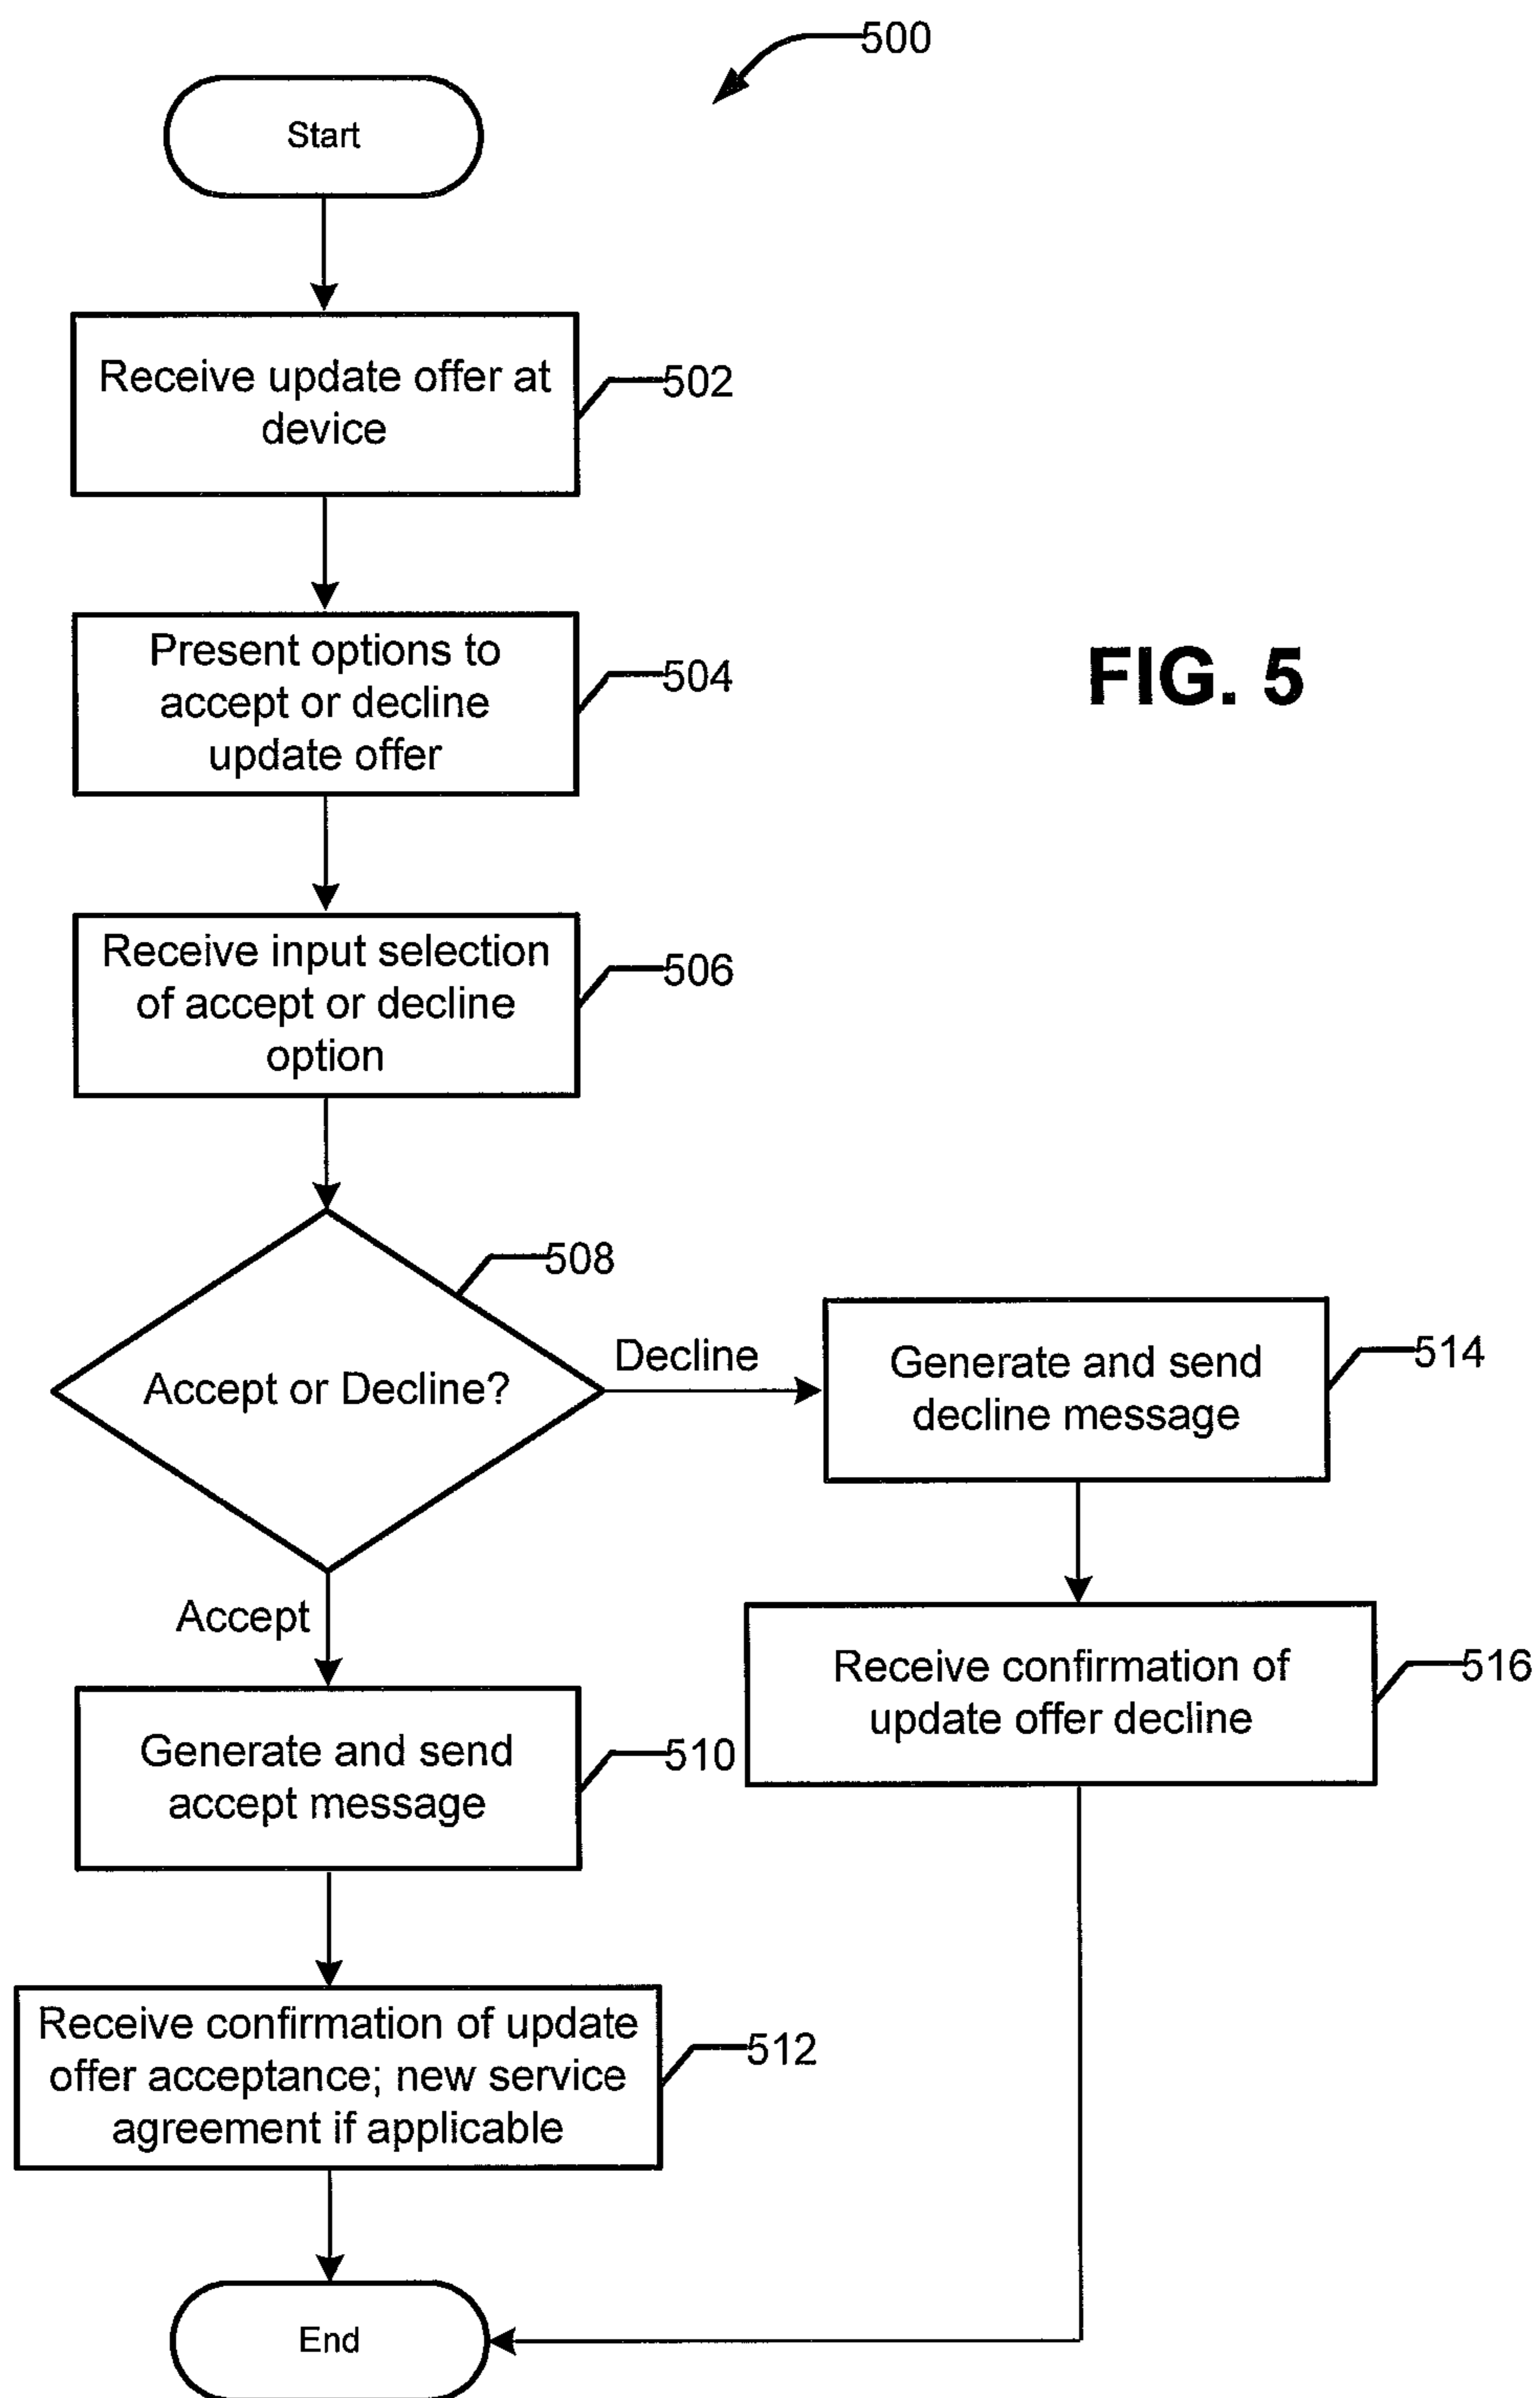 500
Start
Receive update offer at
device
502
Present options to
accept or decline
update offer
504
FIG. 5
Receive input selection
of accept or decline
option
506
508
Accept or Decline?
Decline
Generate and send
decline message
514
Accept
Receive confirmation of
update offer decline
516
Generate and send
accept message
510
Receive confirmation of update
offer acceptance; new service
agreement if applicable
512
End